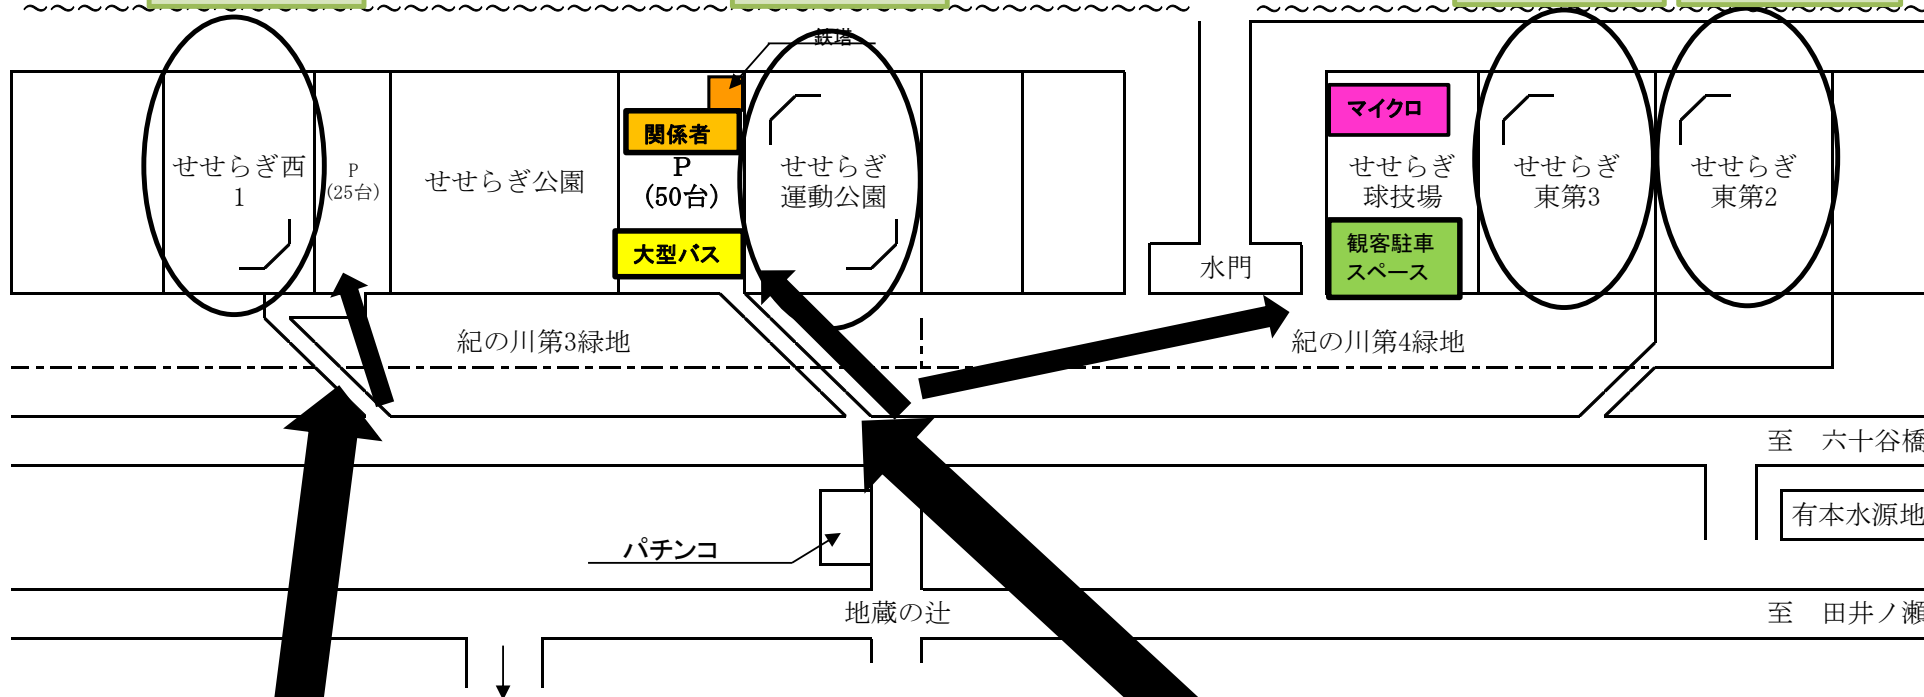 鉄塔
関係者
マイクロ
せせらぎ西
1
P
(25台)
せせらぎ公園
P
(50台)
せせらぎ
運動公園
せせらぎ
球技場
せせらぎ
東第3
せせらぎ
東第2
大型バス
観客駐車
スペース
水門
紀の川第3緑地
紀の川第4緑地
至　六十谷橋
有本水源地
パチンコ
地蔵の辻
至　田井ノ瀬